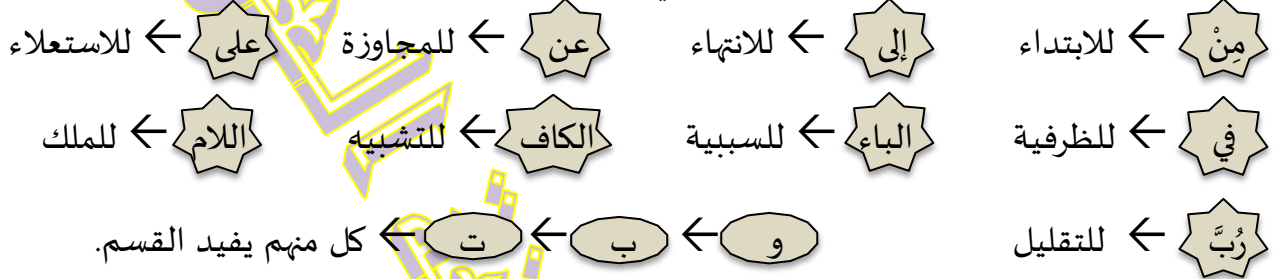 مِنْ ← للابتداء إلى ← للانتهاء عن ← للمجاوزة على ← للاستعلاء
في ← للظرفية الباء ← للسببية الكاف ← للتشبيه اللام ← للملك
رُبَّ ← للتقليل و ← ب ← ت ← كل منهم يفيد القسم.